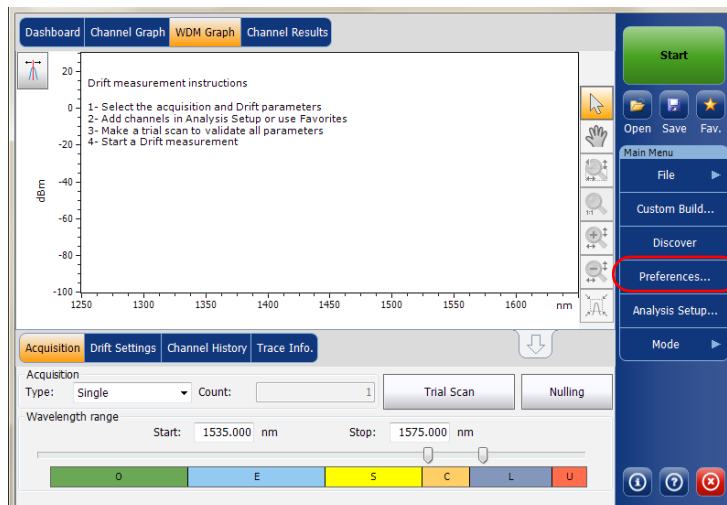 Dashboard Channel Graph WDM Graph Channel Results
Start
Open Save Fav.
Main Menu
File
Custom Build...
Discover
Preferences...
Analysis Setup...
Mode
20
0
-20
-40
-60
-80
-100
dBm
Drift measurement instructions
1- Select the acquisition and Drift parameters
2- Add channels in Analysis Setup or use Favorites
3- Make a trial scan to validate all parameters
4- Start a Drift measurement
1:1
1250 1300 1350 1400 1450 1500 1550 1600 nm
Acquisition Drift Settings Channel History Trace Info.
Acquisition
Type: Single Count: 1 Trial Scan Nulling
Wavelength range
Start: 1535.000 nm Stop: 1575.000 nm
O E S C L U